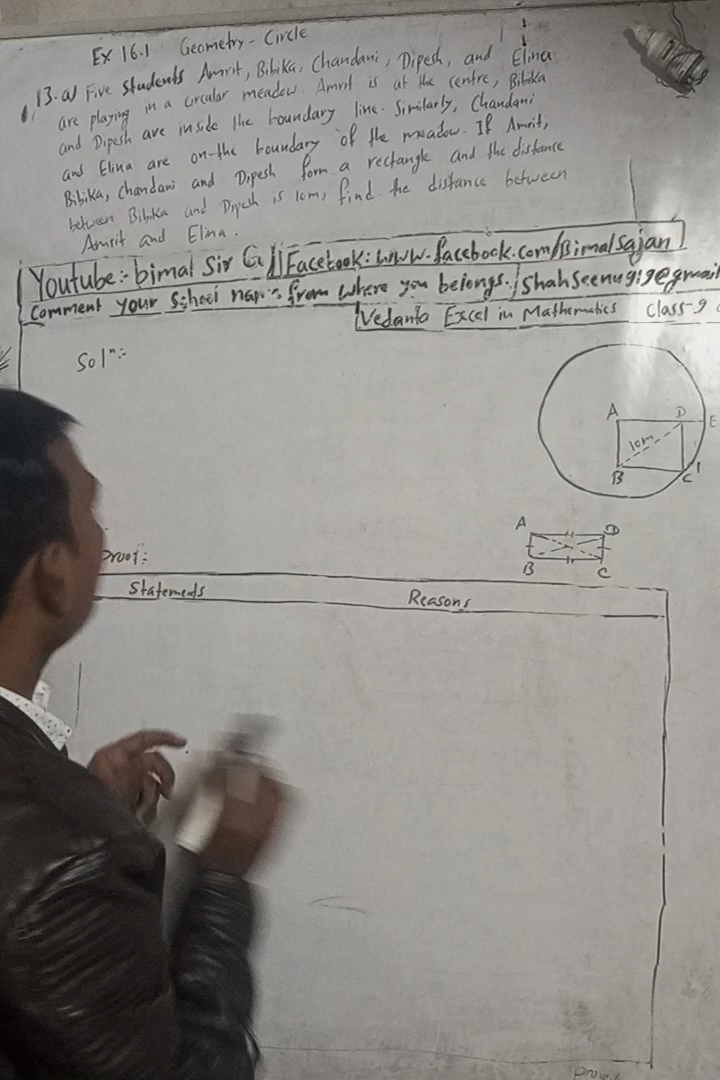 Ex 16.1 Geometry - Circle
13. a) Five students Amrit, Bibika, Chandani, Dipesh, and Elina
are playing in a circular meadow. Amrit is at the centre, Bibika
and Dipesh are inside the boundary line. Similarly, Chandani
and Elina are on the boundary of the meadow. If Amrit,
Bibika, Chandani and Dipesh form a rectangle and the distance
between Bibika and Dipesh is 10m, find the distance between
Amrit and Elina.
Youtube:- bimal Sir G || Facebook: www.facebook.com/Bimalsajan
Comment your school name from where you belongs. / shahseenu9
Vedanta Excel in Mathematics Class-9
Solⁿ:-
A D E
10m
B C
A D
B C
Proof:
Statements Reasons